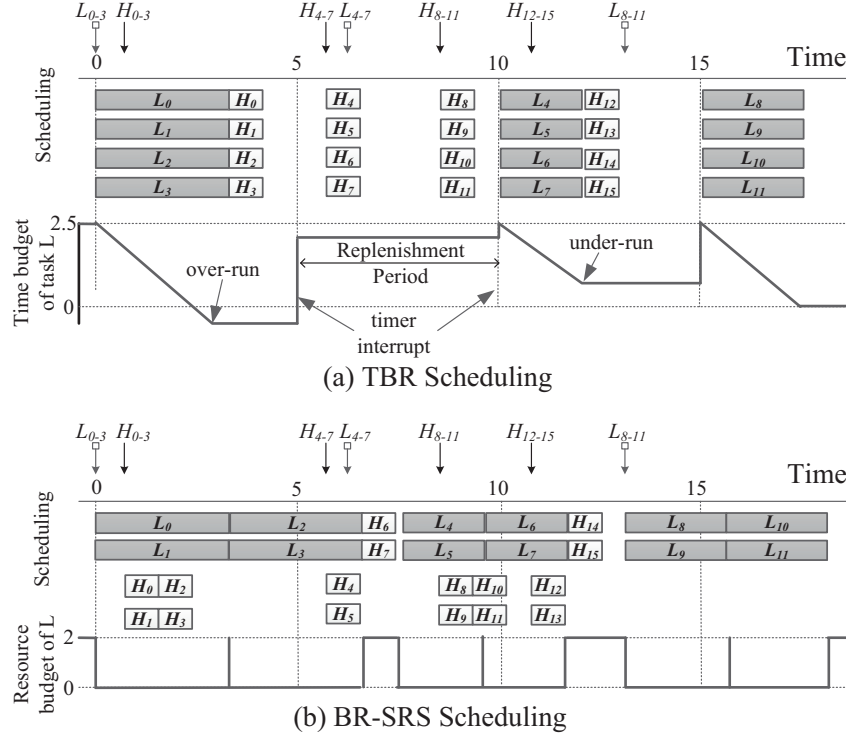 L0-3 H0-3 H4-7 L4-7 H8-11 H12-15 L8-11
0 5 10 15 Time
Scheduling
L0 H0 H4 H8 L4 H12 L8
L1 H1 H5 H9 L5 H13 L9
L2 H2 H6 H10 L6 H14 L10
L3 H3 H7 H11 L7 H15 L11
Time budget of task L
2.5
0
over-run
Replenishment
Period
under-run
timer
interrupt
(a) TBR Scheduling
L0-3 H0-3 H4-7 L4-7 H8-11 H12-15 L8-11
0 5 10 15 Time
Scheduling
L0 L2 H6 L4 L6 H14 L8 L10
L1 L3 H7 L5 L7 H15 L9 L11
H0 H2 H4 H8 H10 H12
H1 H3 H5 H9 H11 H13
Resource budget of L
2
0
(b) BR-SRS Scheduling